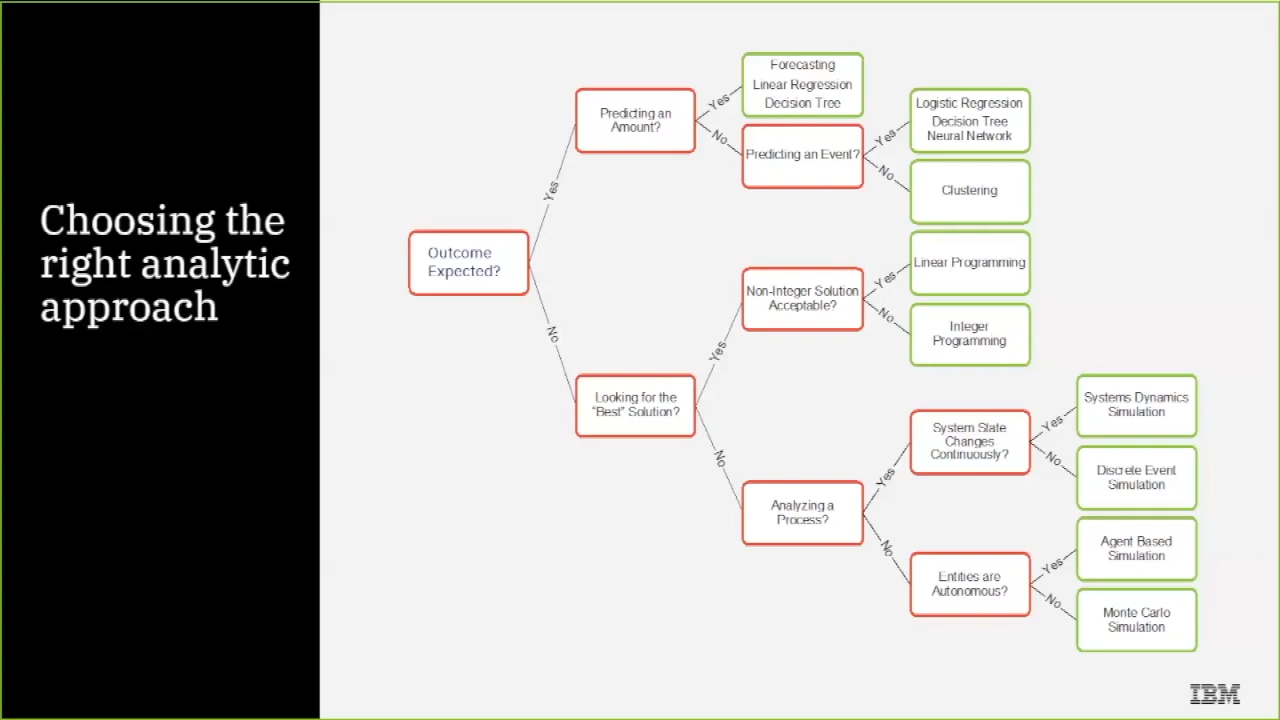 Choosing the
right analytic
approach
Outcome
Expected?
Yes
No
Predicting an
Amount?
Yes
No
Forecasting
Linear Regression
Decision Tree
Predicting an Event?
Yes
No
Logistic Regression
Decision Tree
Neural Network
Clustering
Looking for the
"Best" Solution?
Yes
No
Non-Integer Solution
Acceptable?
Yes
No
Linear Programming
Integer
Programming
Analyzing a
Process?
Yes
No
System State
Changes
Continuously?
Yes
No
Systems Dynamics
Simulation
Discrete Event
Simulation
Entities are
Autonomous?
Yes
No
Agent Based
Simulation
Monte Carlo
Simulation
IBM